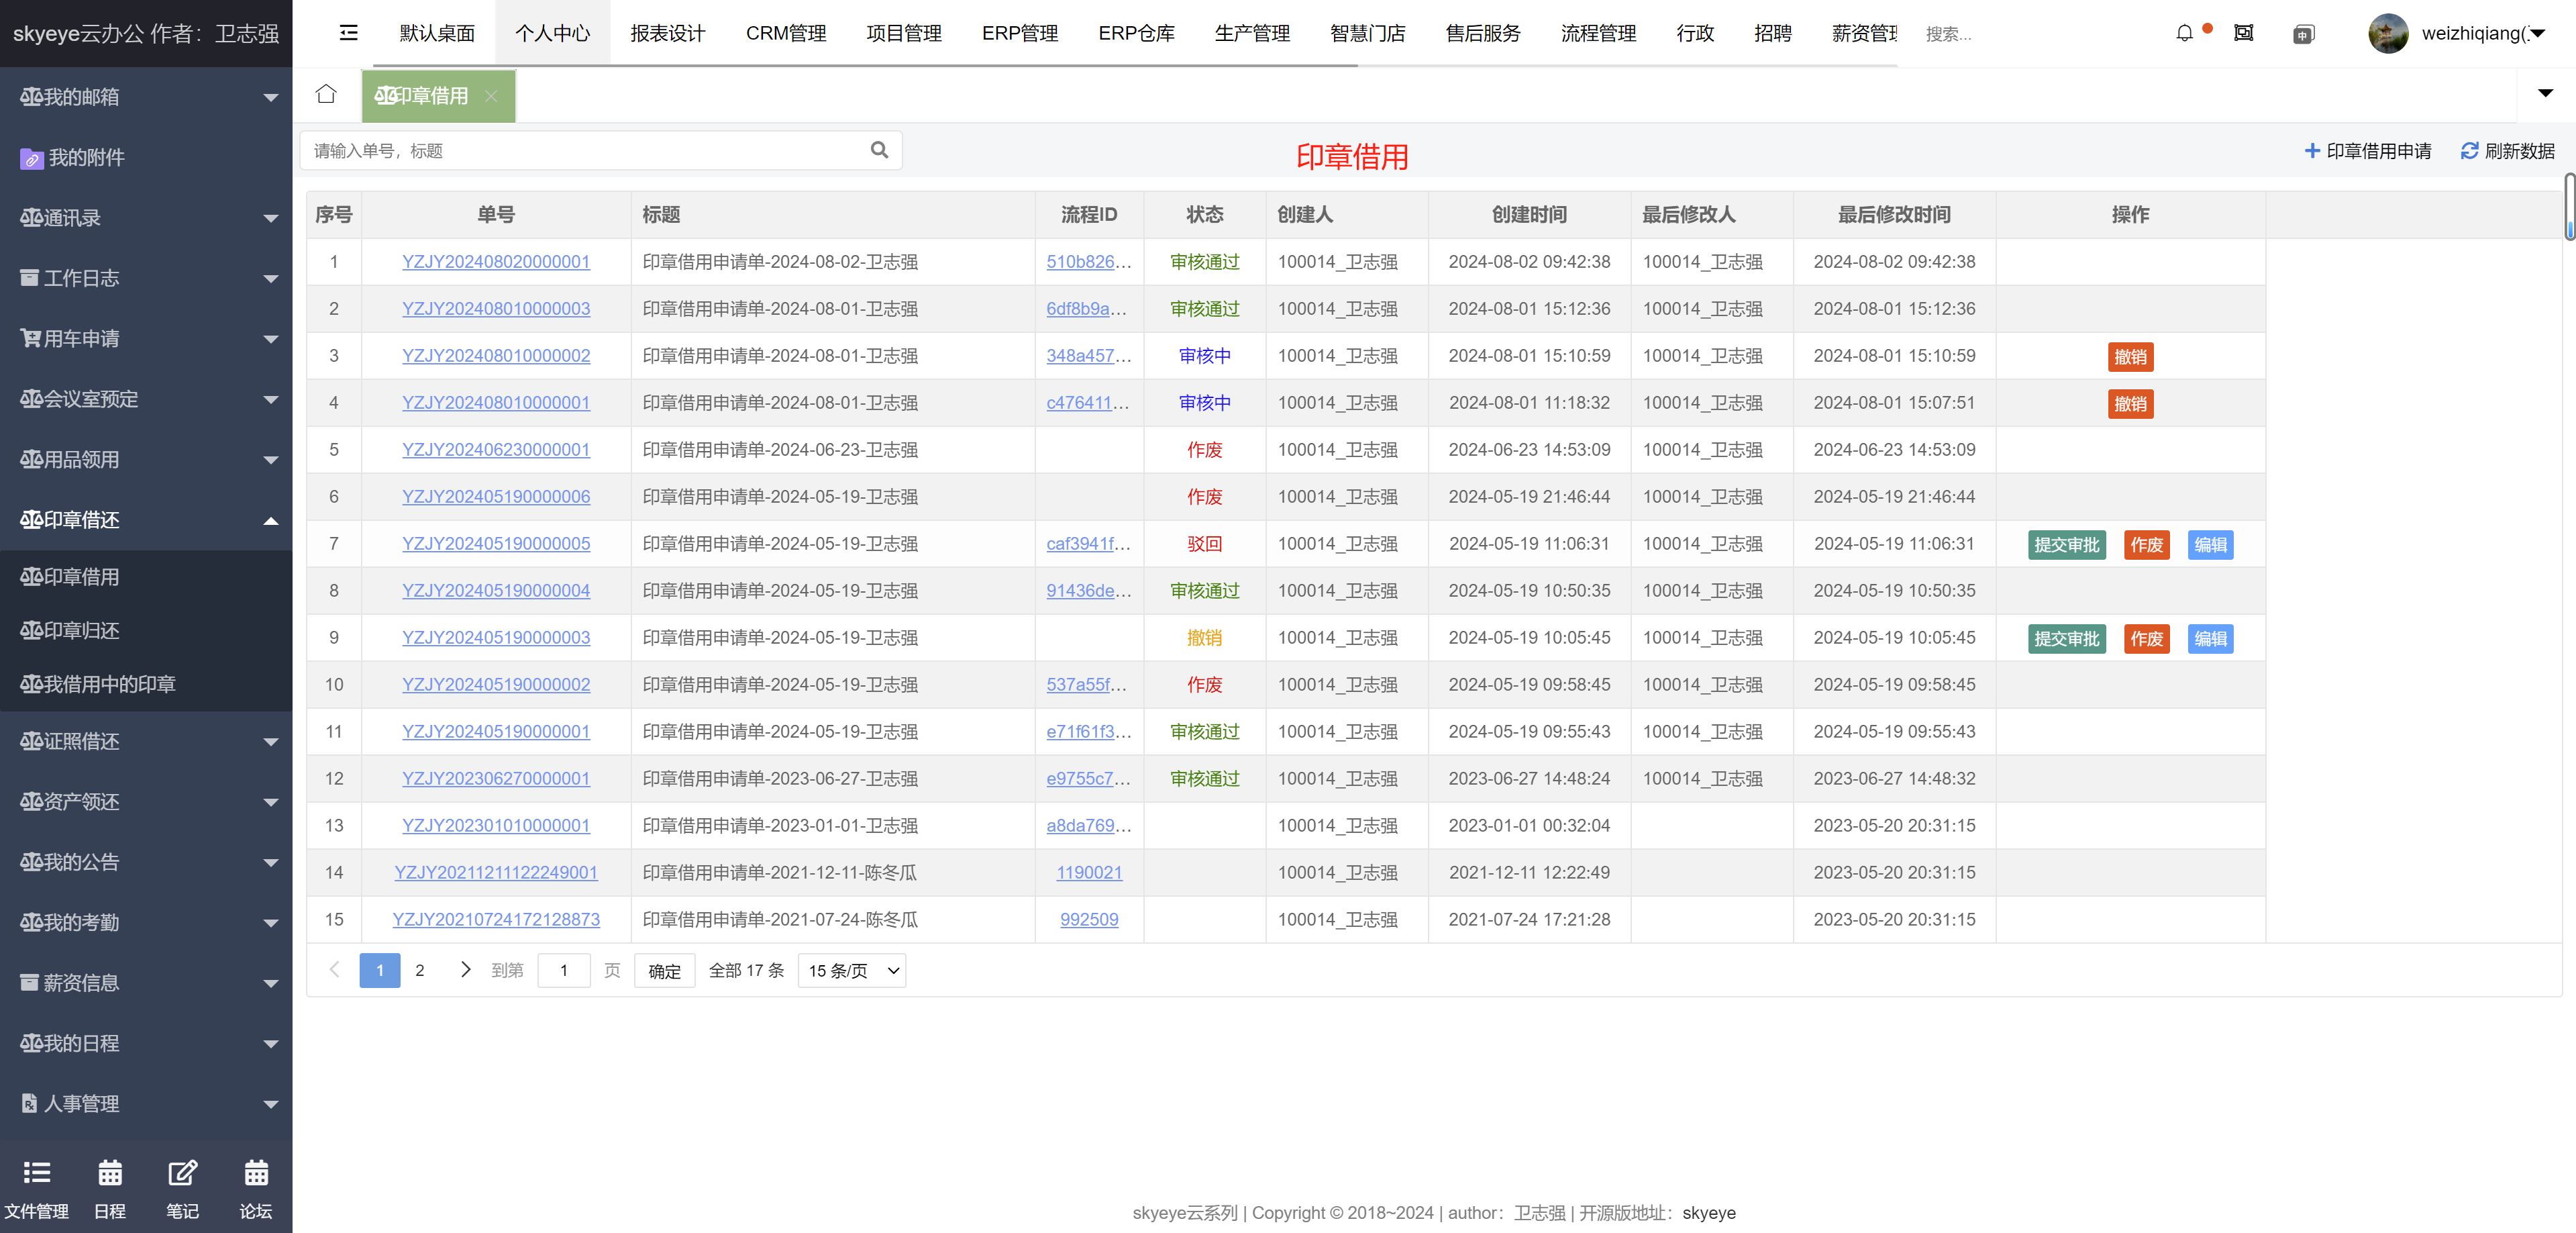 skyeye云办公 作者：卫志强
默认桌面 个人中心 报表设计 CRM管理 项目管理 ERP管理 ERP仓库 生产管理 智慧门店 售后服务 流程管理 行政 招聘 薪资管理 搜索... 中 weizhiqiang(
我的邮箱
我的附件
通讯录
工作日志
用车申请
会议室预定
用品领用
印章借还
印章借用
印章归还
我借用中的印章
证照借还
资产领还
我的公告
我的考勤
薪资信息
我的日程
人事管理
文件管理 日程 笔记 论坛
印章借用
请输入单号，标题
印章借用
印章借用申请 刷新数据
序号 单号 标题 流程ID 状态 创建人 创建时间 最后修改人 最后修改时间 操作
1 YZJY202408020000001 印章借用申请单-2024-08-02-卫志强 510b826... 审核通过 100014_卫志强 2024-08-02 09:42:38 100014_卫志强 2024-08-02 09:42:38
2 YZJY202408010000003 印章借用申请单-2024-08-01-卫志强 6df8b9a... 审核通过 100014_卫志强 2024-08-01 15:12:36 100014_卫志强 2024-08-01 15:12:36
3 YZJY202408010000002 印章借用申请单-2024-08-01-卫志强 348a457... 审核中 100014_卫志强 2024-08-01 15:10:59 100014_卫志强 2024-08-01 15:10:59 撤销
4 YZJY202408010000001 印章借用申请单-2024-08-01-卫志强 c476411... 审核中 100014_卫志强 2024-08-01 11:18:32 100014_卫志强 2024-08-01 15:07:51 撤销
5 YZJY202406230000001 印章借用申请单-2024-06-23-卫志强 作废 100014_卫志强 2024-06-23 14:53:09 100014_卫志强 2024-06-23 14:53:09
6 YZJY202405190000006 印章借用申请单-2024-05-19-卫志强 作废 100014_卫志强 2024-05-19 21:46:44 100014_卫志强 2024-05-19 21:46:44
7 YZJY202405190000005 印章借用申请单-2024-05-19-卫志强 caf3941f... 驳回 100014_卫志强 2024-05-19 11:06:31 100014_卫志强 2024-05-19 11:06:31 提交审批 作废 编辑
8 YZJY202405190000004 印章借用申请单-2024-05-19-卫志强 91436de... 审核通过 100014_卫志强 2024-05-19 10:50:35 100014_卫志强 2024-05-19 10:50:35
9 YZJY202405190000003 印章借用申请单-2024-05-19-卫志强 撤销 100014_卫志强 2024-05-19 10:05:45 100014_卫志强 2024-05-19 10:05:45 提交审批 作废 编辑
10 YZJY202405190000002 印章借用申请单-2024-05-19-卫志强 537a55f... 作废 100014_卫志强 2024-05-19 09:58:45 100014_卫志强 2024-05-19 09:58:45
11 YZJY202405190000001 印章借用申请单-2024-05-19-卫志强 e71f61f3... 审核通过 100014_卫志强 2024-05-19 09:55:43 100014_卫志强 2024-05-19 09:55:43
12 YZJY202306270000001 印章借用申请单-2023-06-27-卫志强 e9755c7... 审核通过 100014_卫志强 2023-06-27 14:48:24 100014_卫志强 2023-06-27 14:48:32
13 YZJY202301010000001 印章借用申请单-2023-01-01-卫志强 a8da769... 100014_卫志强 2023-01-01 00:32:04 2023-05-20 20:31:15
14 YZJY20211211122249001 印章借用申请单-2021-12-11-陈冬瓜 1190021 100014_卫志强 2021-12-11 12:22:49 2023-05-20 20:31:15
15 YZJY20210724172128873 印章借用申请单-2021-07-24-陈冬瓜 992509 100014_卫志强 2021-07-24 17:21:28 2023-05-20 20:31:15
1 2 到第 1 页 确定 全部 17 条 15 条/页
skyeye云系列 | Copyright © 2018~2024 | author：卫志强 | 开源版地址：skyeye